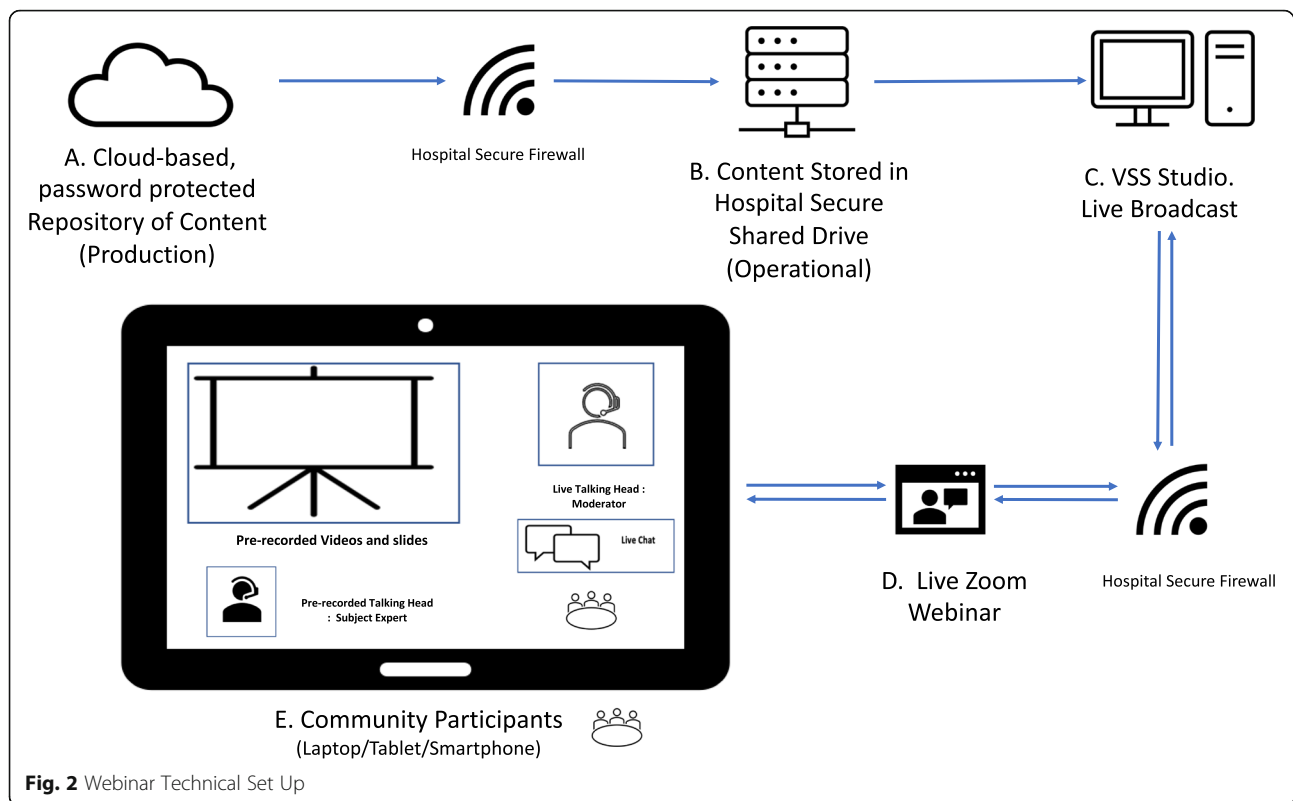 A. Cloud-based,
password protected
Repository of Content
(Production)
Hospital Secure Firewall
B. Content Stored in
Hospital Secure
Shared Drive
(Operational)
C. VSS Studio.
Live Broadcast
Pre-recorded Videos and slides
Live Talking Head :
Moderator
Live Chat
Pre-recorded Talking Head
: Subject Expert
D. Live Zoom
Webinar
Hospital Secure Firewall
E. Community Participants
(Laptop/Tablet/Smartphone)
Fig. 2 Webinar Technical Set Up